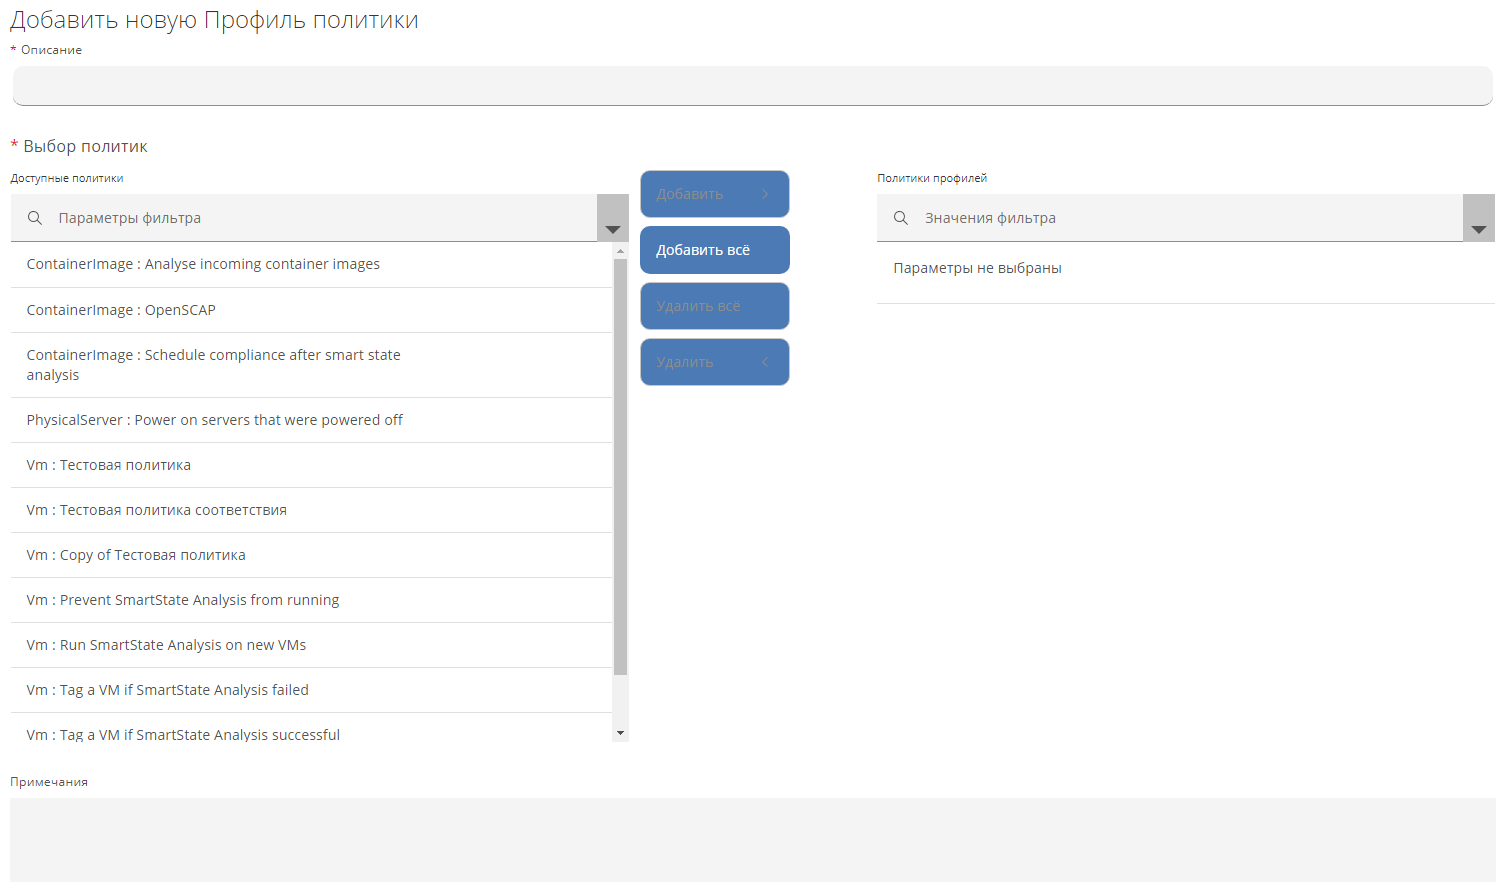 Добавить новую Профиль политики
* Описание
* Выбор политик
Доступные политики
Параметры фильтра
ContainerImage : Analyse incoming container images
ContainerImage : OpenSCAP
ContainerImage : Schedule compliance after smart state
analysis
PhysicalServer : Power on servers that were powered off
Vm : Тестовая политика
Vm : Тестовая политика соответствия
Vm : Copy of Тестовая политика
Vm : Prevent SmartState Analysis from running
Vm : Run SmartState Analysis on new VMs
Vm : Tag a VM if SmartState Analysis failed
Vm : Tag a VM if SmartState Analysis successful
Добавить
Добавить всё
Удалить всё
Удалить
Политики профилей
Значения фильтра
Параметры не выбраны
Примечания